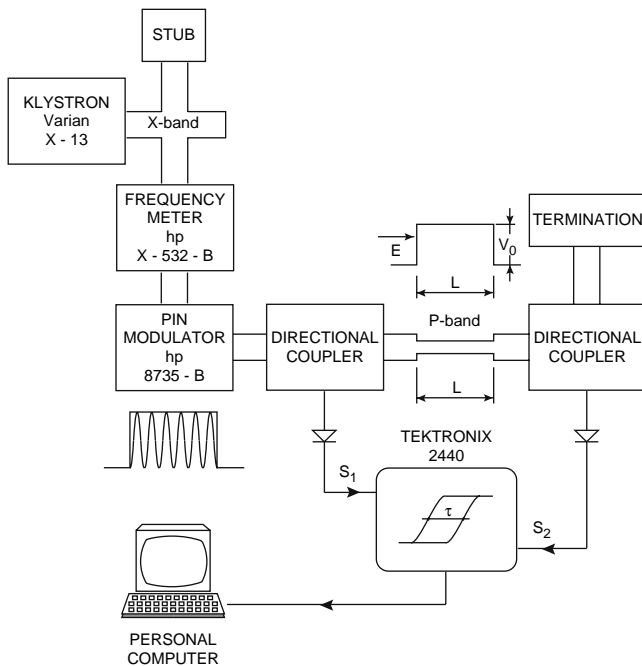 STUB
KLYSTRON
Varian
X - 13
X-band
FREQUENCY
METER
hp
X - 532 - B
TERMINATION
E
V0
L
PIN
MODULATOR
hp
8735 - B
DIRECTIONAL
COUPLER
P-band
L
DIRECTIONAL
COUPLER
TEKTRONIX
2440
S1
τ
S2
PERSONAL
COMPUTER